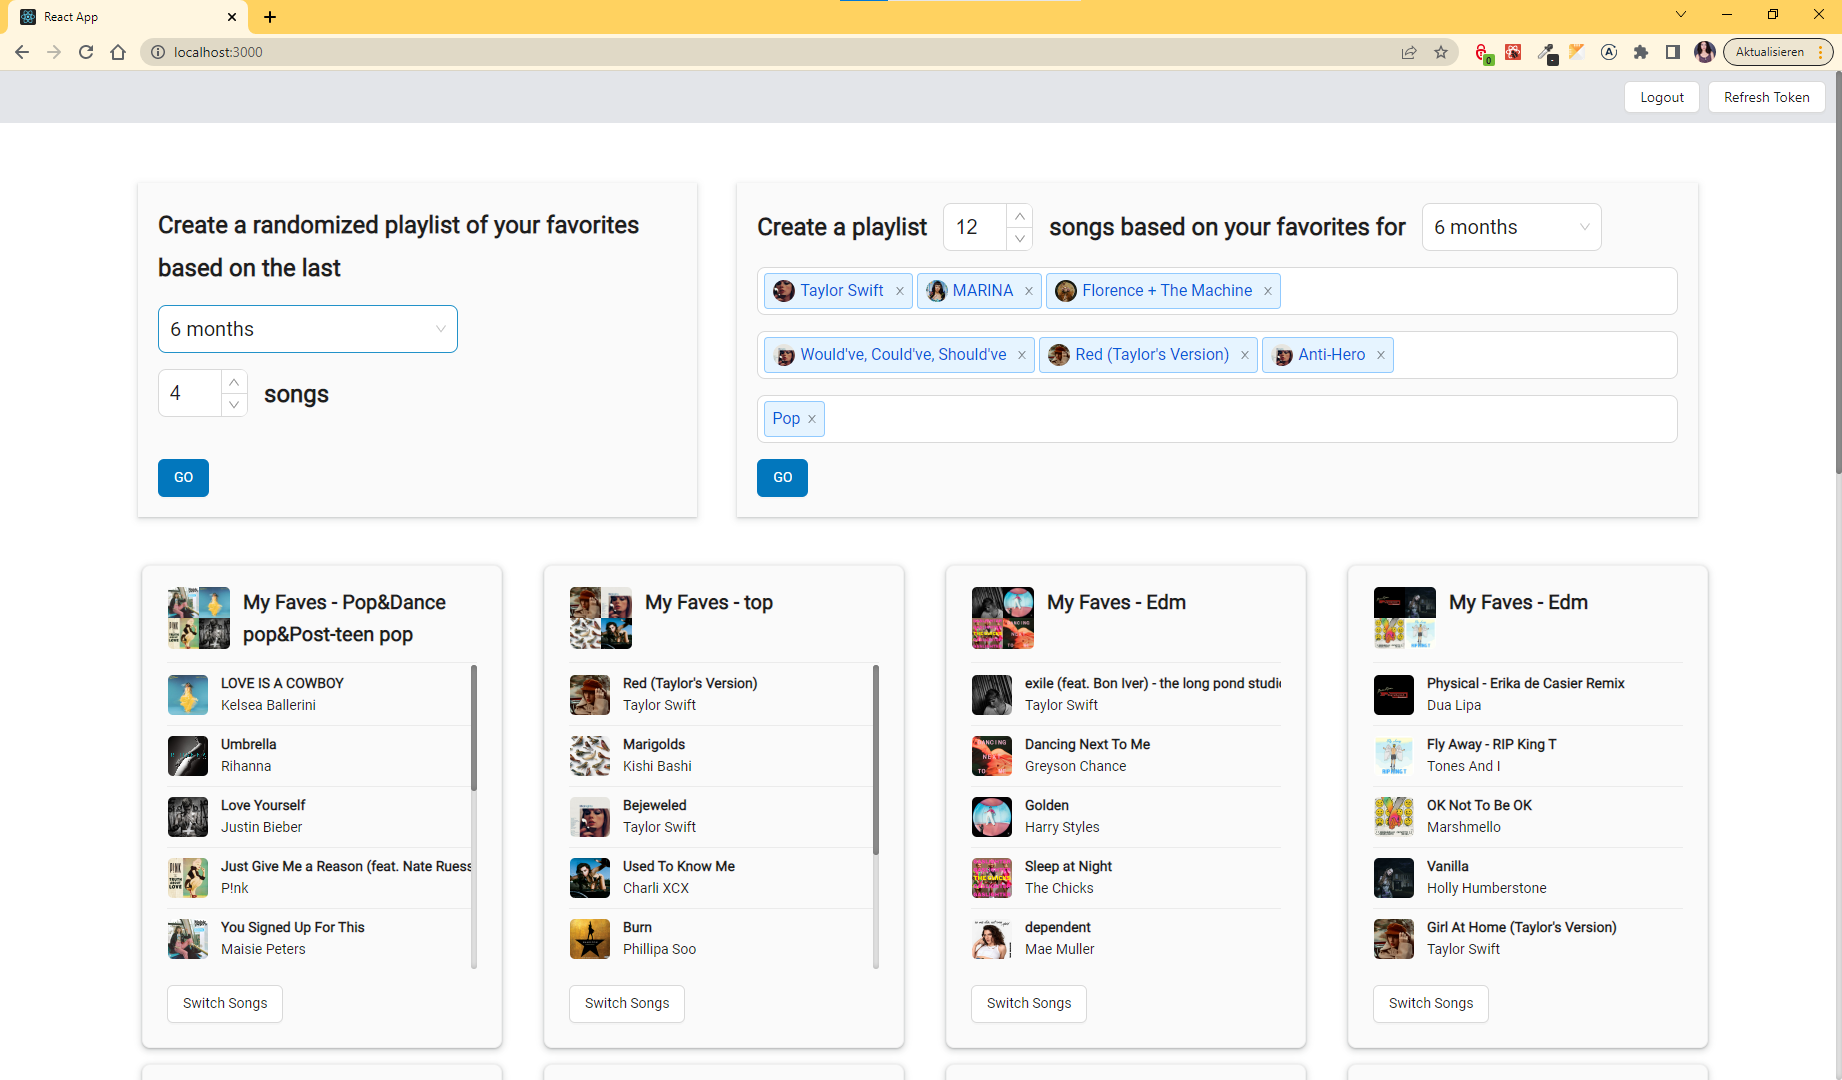 React App
localhost:3000
0
Aktualisieren
Logout
Refresh Token
Create a randomized playlist of your favorites
based on the last
6 months
4
songs
GO
Create a playlist
12
songs based on your favorites for
6 months
Taylor Swift
MARINA
Florence + The Machine
Would've, Could've, Should've
Red (Taylor's Version)
Anti-Hero
Pop
GO
My Faves - Pop&Dance
pop&Post-teen pop
LOVE IS A COWBOY
Kelsea Ballerini
Umbrella
Rihanna
Love Yourself
Justin Bieber
Just Give Me a Reason (feat. Nate Ruess
P!nk
You Signed Up For This
Maisie Peters
Switch Songs
My Faves - top
Red (Taylor's Version)
Taylor Swift
Marigolds
Kishi Bashi
Bejeweled
Taylor Swift
Used To Know Me
Charli XCX
Burn
Phillipa Soo
Switch Songs
My Faves - Edm
exile (feat. Bon Iver) - the long pond studi
Taylor Swift
Dancing Next To Me
Greyson Chance
Golden
Harry Styles
Sleep at Night
The Chicks
dependent
Mae Muller
Switch Songs
My Faves - Edm
Physical - Erika de Casier Remix
Dua Lipa
Fly Away - RIP King T
Tones And I
OK Not To Be OK
Marshmello
Vanilla
Holly Humberstone
Girl At Home (Taylor's Version)
Taylor Swift
Switch Songs